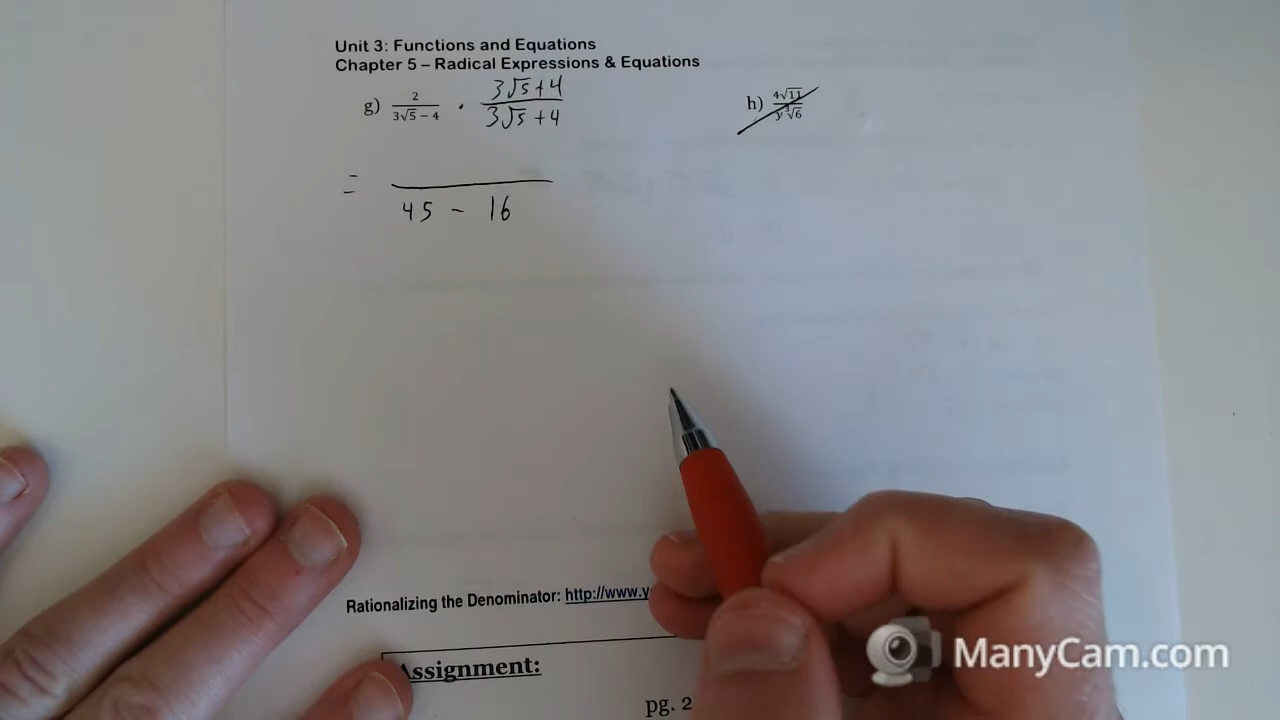 Unit 3: Functions and Equations
Chapter 5 – Radical Expressions & Equations
g) 2/(3√5 – 4) · (3√5 + 4)/(3√5 + 4)
h) 4√11/(y∛6)
= /(45 – 16)
Rationalizing the Denominator: http://www.y
Assignment:
pg. 2
ManyCam.com